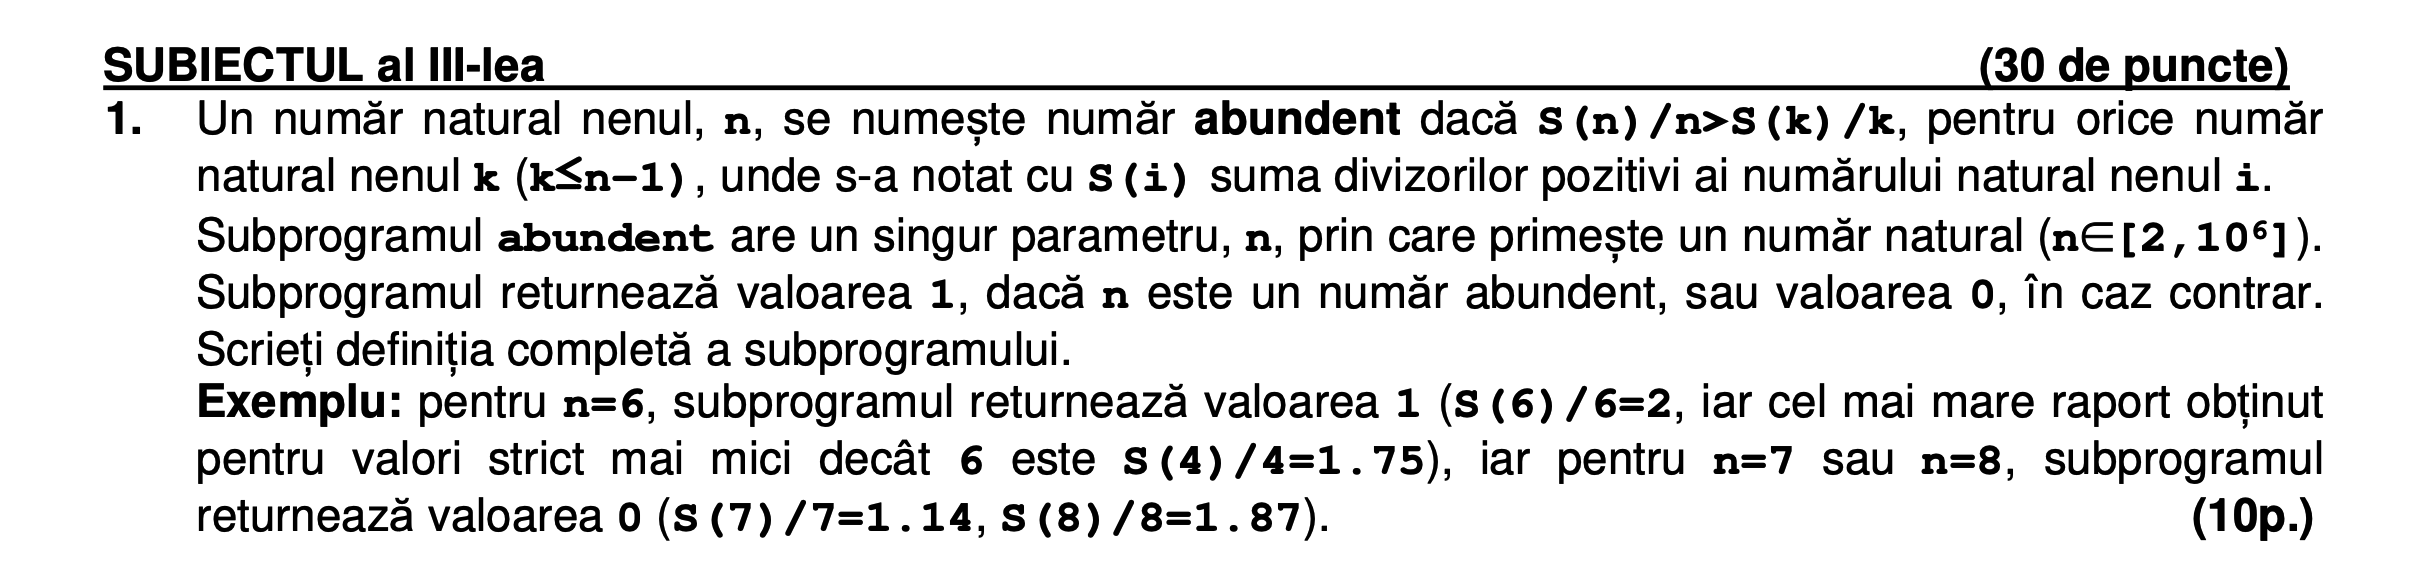 SUBIECTUL al III-lea (30 de puncte)
1. Un număr natural nenul, n, se numește număr abundent dacă S(n)/n>S(k)/k, pentru orice număr
natural nenul k (k≤n-1), unde s-a notat cu S(i) suma divizorilor pozitivi ai numărului natural nenul i.
Subprogramul abundent are un singur parametru, n, prin care primește un număr natural (n∈[2,10⁶]).
Subprogramul returnează valoarea 1, dacă n este un număr abundent, sau valoarea 0, în caz contrar.
Scrieți definiția completă a subprogramului.
Exemplu: pentru n=6, subprogramul returnează valoarea 1 (S(6)/6=2, iar cel mai mare raport obținut
pentru valori strict mai mici decât 6 este S(4)/4=1.75), iar pentru n=7 sau n=8, subprogramul
returnează valoarea 0 (S(7)/7=1.14, S(8)/8=1.87). (10p.)